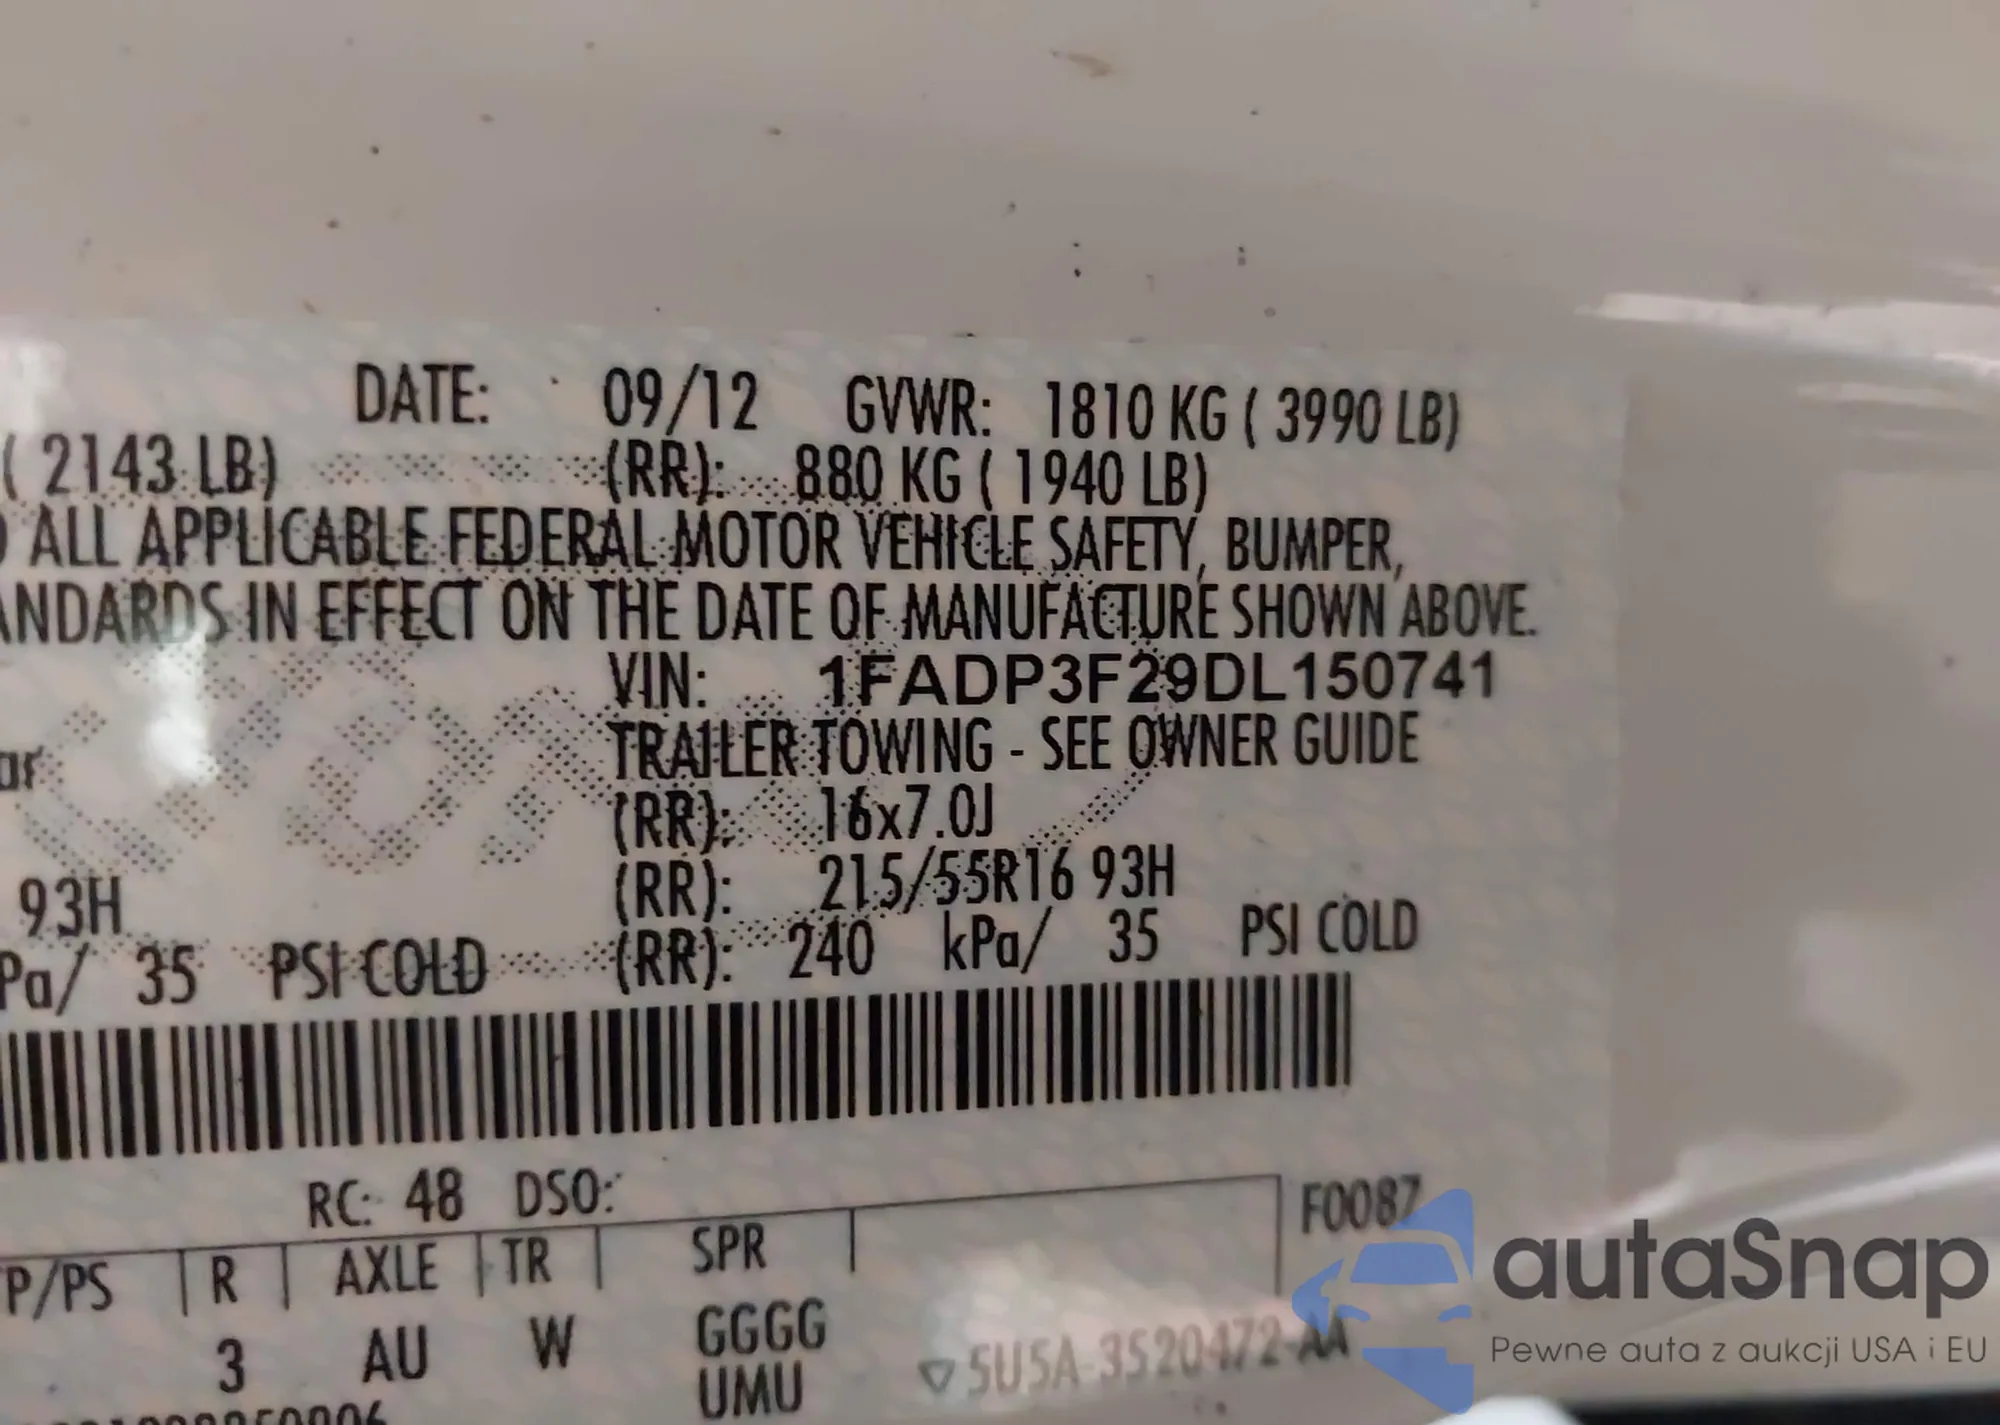 DATE: 09/12 GVWR: 1810 KG ( 3990 LB)
( 2143 LB) (RR): 880 KG ( 1940 LB)
ALL APPLICABLE FEDERAL MOTOR VEHICLE SAFETY, BUMPER,
ANDARDS IN EFFECT ON THE DATE OF MANUFACTURE SHOWN ABOVE.
VIN: 1FADP3F29DL150741
ar TRAILER TOWING - SEE OWNER GUIDE
(RR): 16x7.0J
93H (RR): 215/55R16 93H
Pa/ 35 PSI COLD (RR): 240 kPa/ 35 PSI COLD
RC: 48 DSO:
F0087
P/PS R AXLE TR SPR
3 AU W GGGG
UMU
5U5A-3520472-AA
autaSnap
Pewne auta z aukcji USA i EU